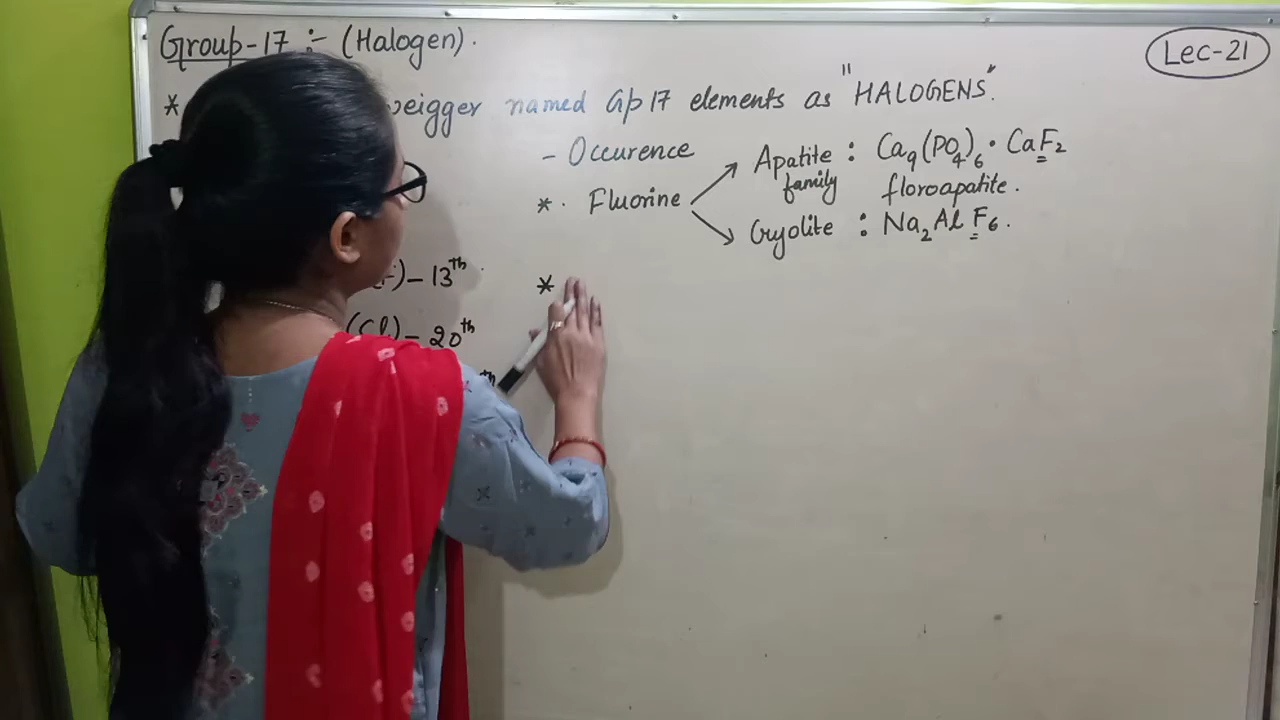 Group-17 :- (Halogen).
Lec-21
* named Gp 17 elements as "HALOGENS".
- Occurence
Apatite : Ca9(PO4)6 · CaF2
family floroapatite.
* · Fluorine
Cryolite : Na2AlF6.
) - 13th
*
(Cl) - 20th
th